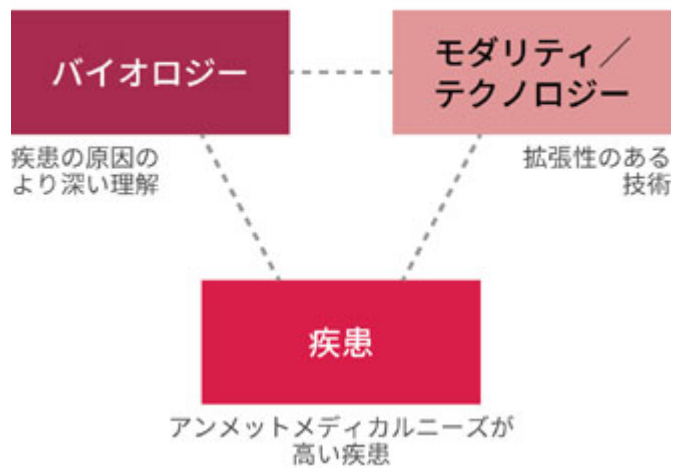 バイオロジー
モダリティ／
テクノロジー
疾患の原因の
より深い理解
拡張性のある
技術
疾患
アンメットメディカルニーズが
高い疾患